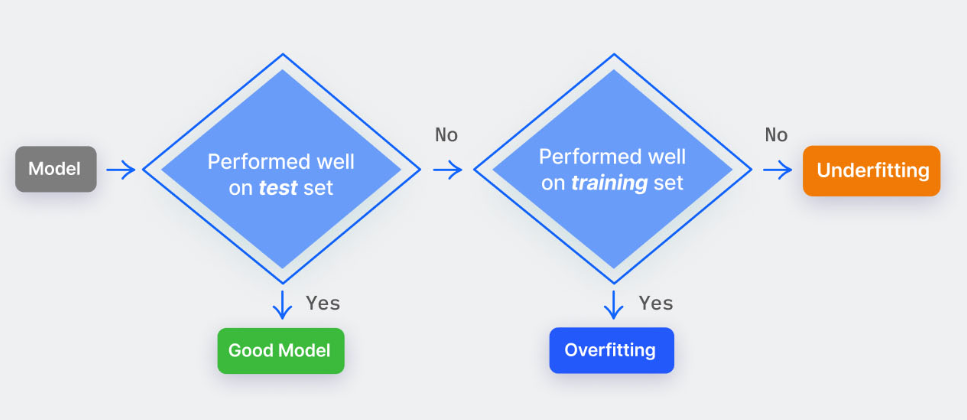 Model
Performed well
on test set
No
Performed well
on training set
No
Underfitting
Yes
Good Model
Yes
Overfitting